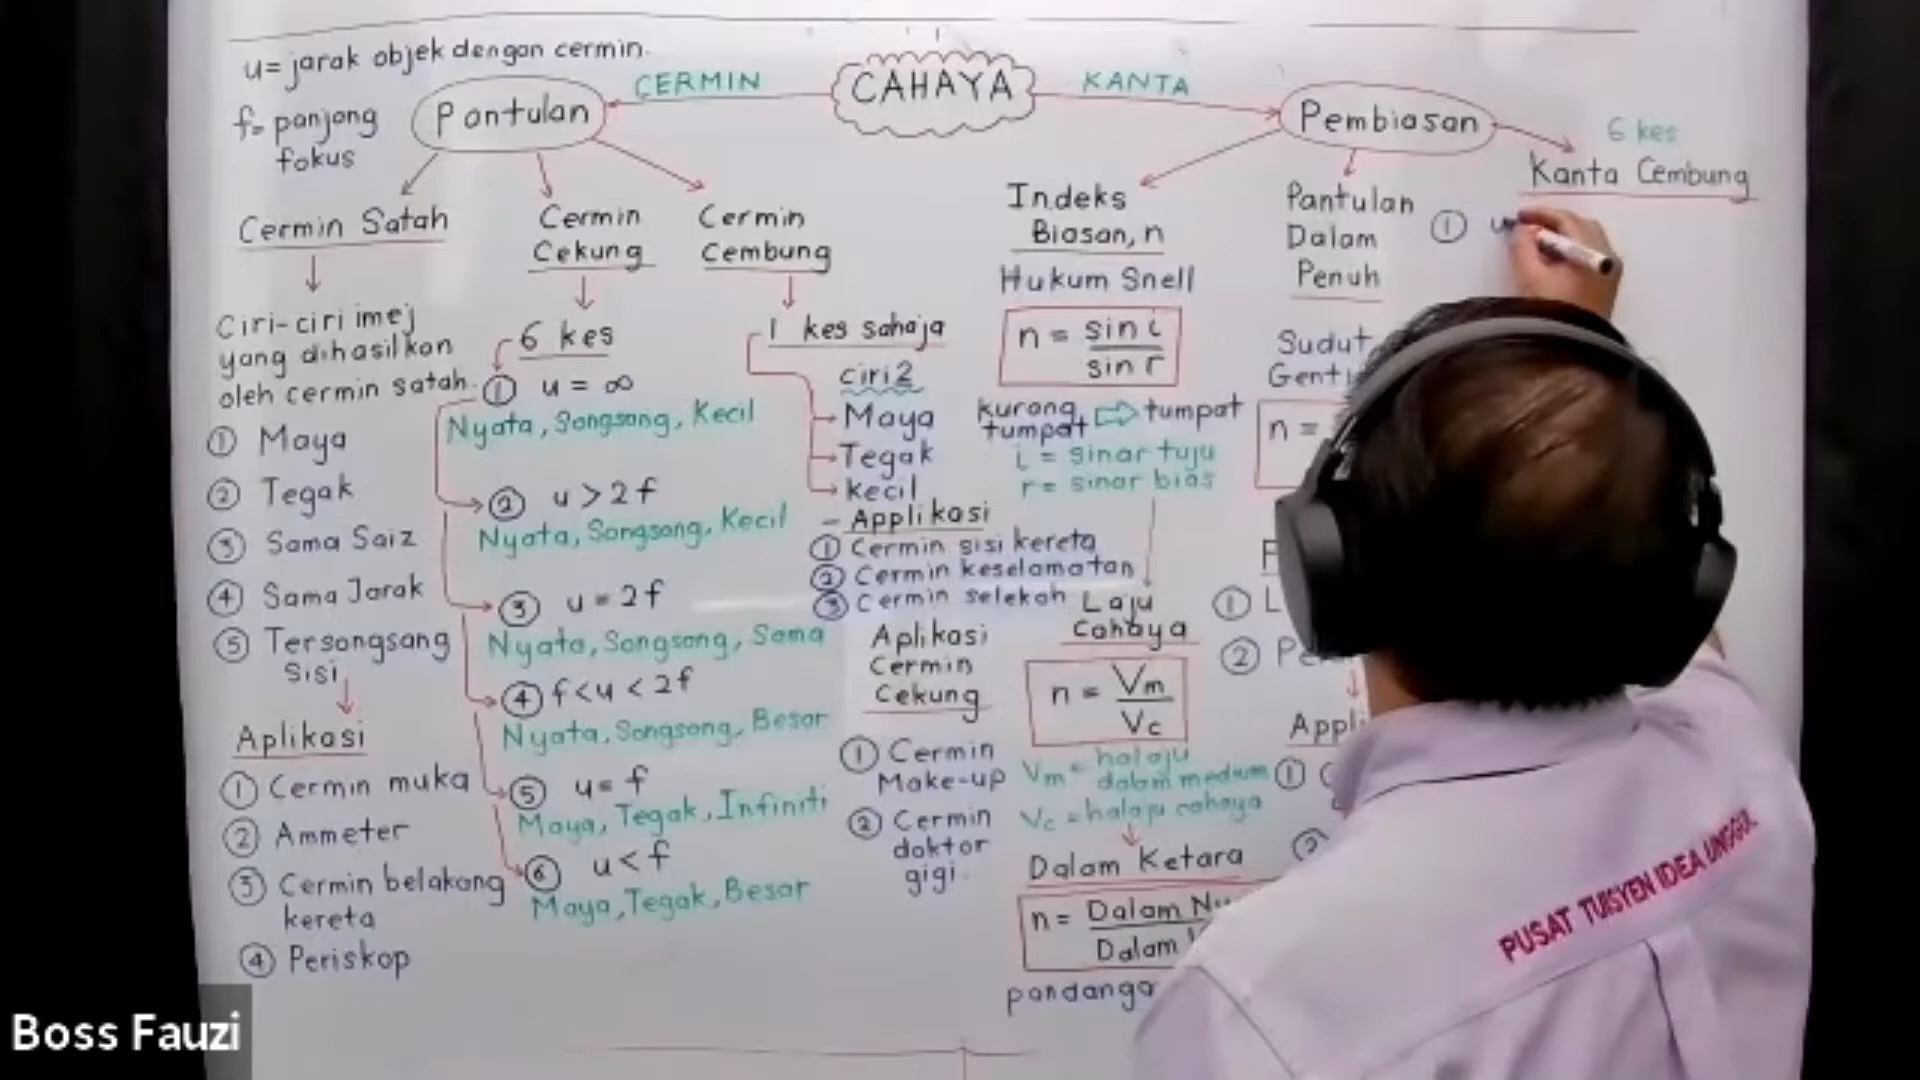 u= jarak objek dengan cermin.
f= panjang
fokus
CERMIN
CAHAYA
KANTA
Pantulan
Pembiasan
6 kes
Kanta Cembung
① u
Cermin Satah
Ciri-ciri imej
yang dihasilkan
oleh cermin satah.
① Maya
② Tegak
③ Sama Saiz
④ Sama Jarak
⑤ Tersongsang
Sisi
Aplikasi
① Cermin muka
② Ammeter
③ Cermin belakang
kereta
④ Periskop
Cermin
Cekung
6 kes
① u = ∞
Nyata, Songsang, Kecil
② u > 2f
Nyata, Songsang, Kecil
③ u = 2f
Nyata, Songsang, Sama
④ f < u < 2f
Nyata, Songsang, Besar
⑤ u = f
Maya, Tegak, Infiniti
⑥ u < f
Maya, Tegak, Besar
Cermin
Cembung
1 kes sahaja
ciri2
Maya
Tegak
kecil
- Applikasi
① Cermin sisi kereta
② Cermin keselamatan
③ Cermin selekoh
Aplikasi
Cermin
Cekung
① Cermin
Make-up
② Cermin
doktor
gigi.
Indeks
Biasan, n
Hukum Snell
n = sin i
sin r
kurang tumpat ⇨ tumpat
i = sinar tuju
r = sinar bias
Laju
Cahaya
n = Vm
Vc
Vm = halaju
dalam medium
Vc = halaju cahaya
Dalam Ketara
n = Dalam
Dalam
Pantulan
Dalam
Penuh
Sudut
n =
①
②
①
②
PUSAT TUISYEN IDEA UNGGUL
Boss Fauzi